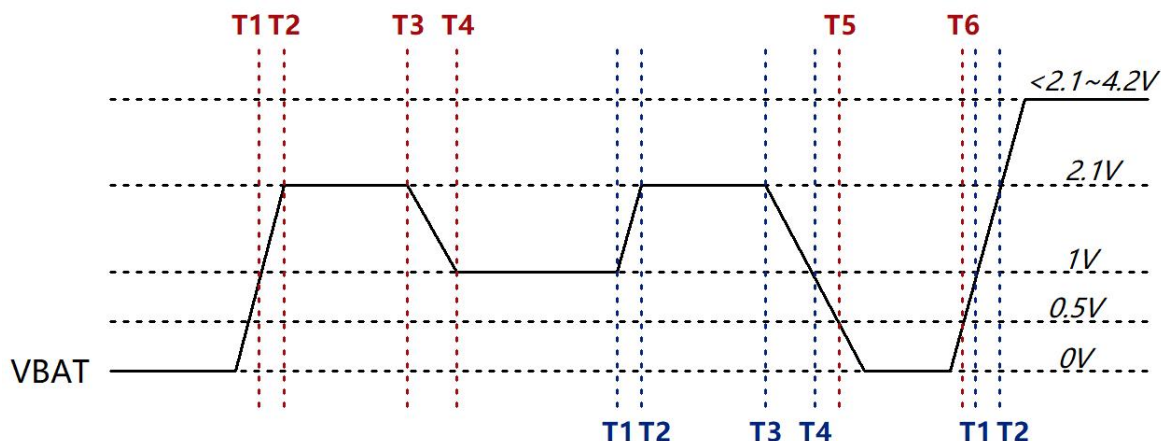 T1 T2 T3 T4 T5 T6
<2.1~4.2V
2.1V
1V
0.5V
VBAT 0V
T1 T2 T3 T4 T1 T2